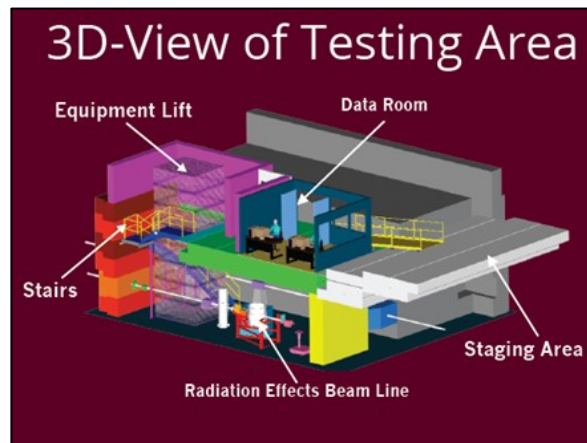 3D-View of Testing Area
Equipment Lift
Data Room
Stairs
Staging Area
Radiation Effects Beam Line